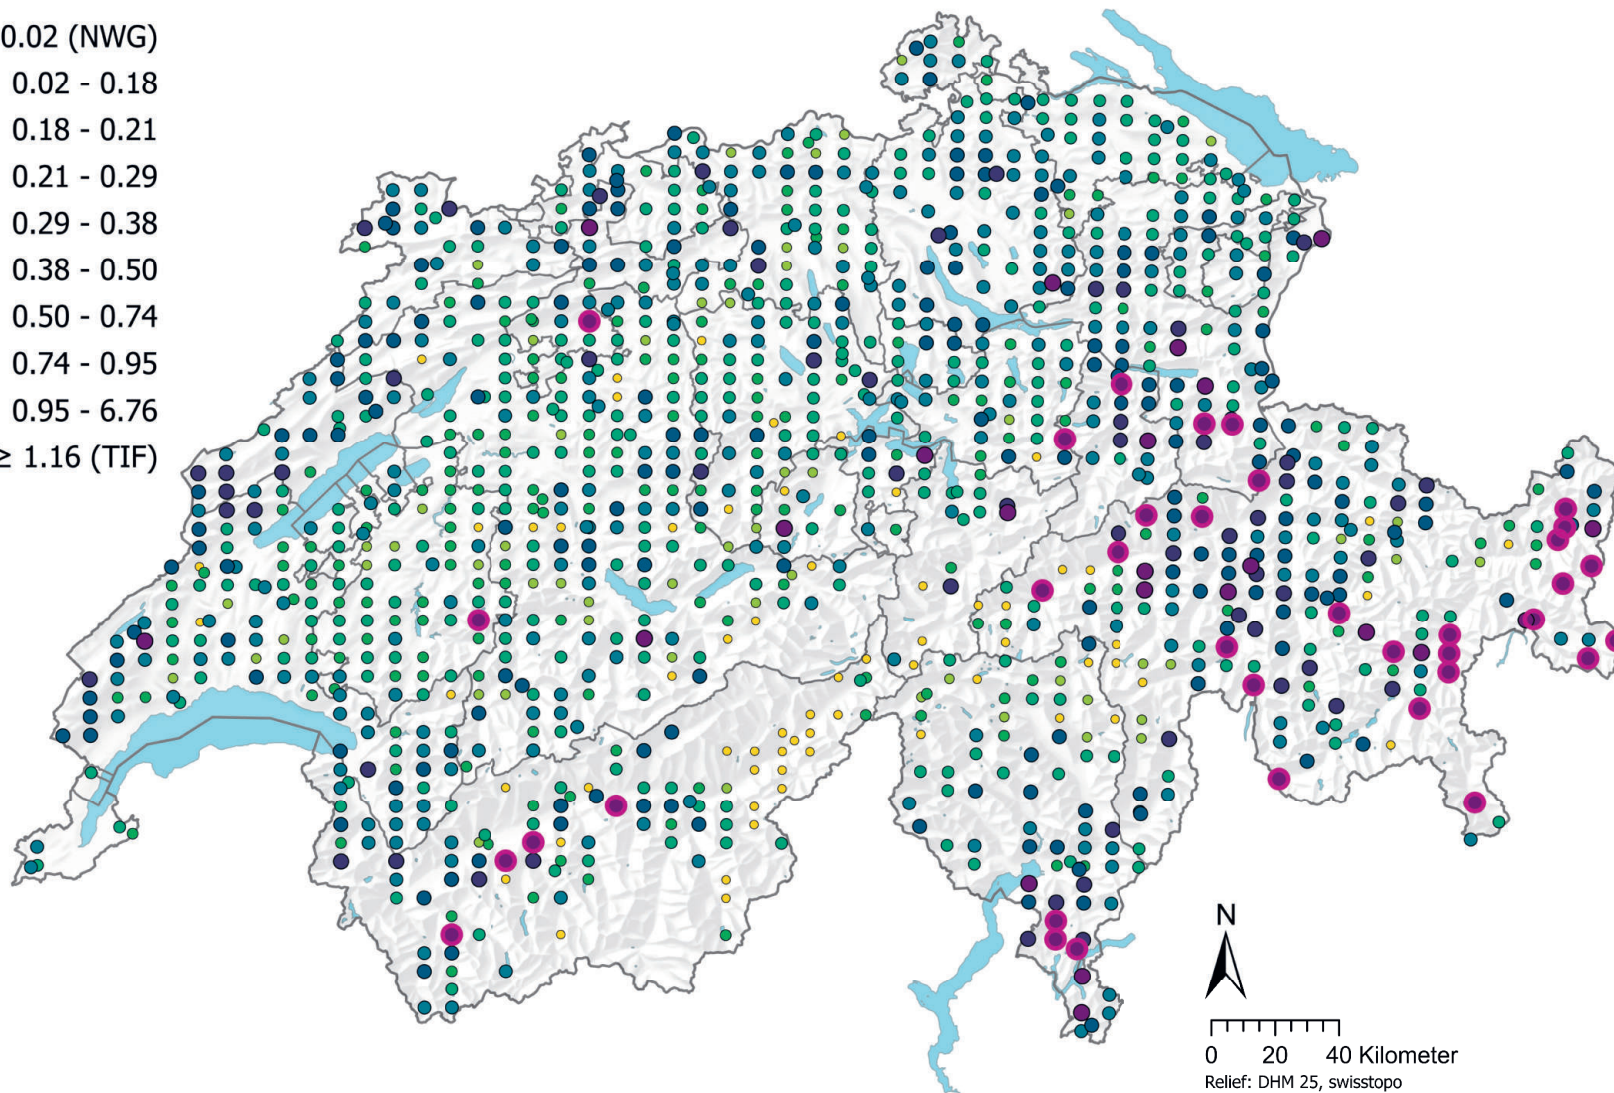 0.02 (NWG)
0.02 - 0.18
0.18 - 0.21
0.21 - 0.29
0.29 - 0.38
0.38 - 0.50
0.50 - 0.74
0.74 - 0.95
0.95 - 6.76
≥ 1.16 (TIF)
N
0 20 40 Kilometer
Relief: DHM 25, swisstopo